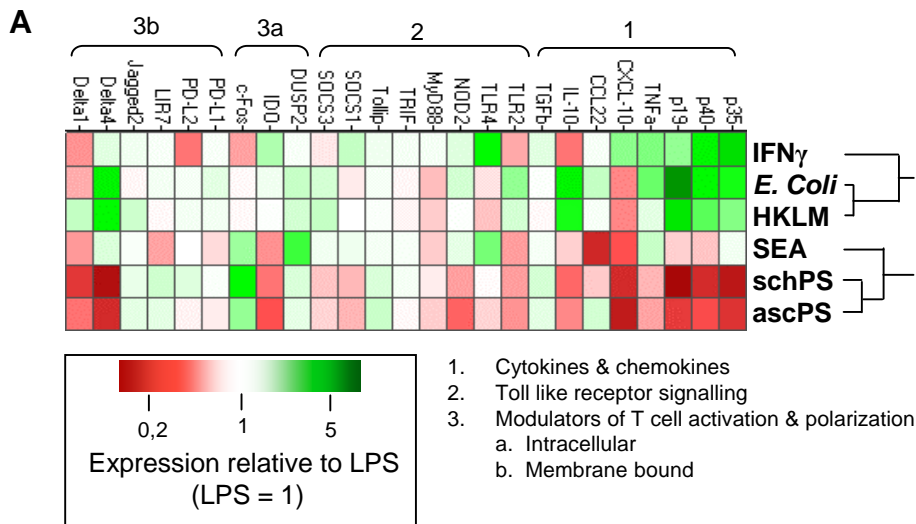 A
3b 3a 2 1
Delta1 Delta4 Jagged2 LIR7 PD-L2 PD-L1 c-Fos IDO DUSP2 SOCS3 SOCS1 Tollip TRIF MyD88 NOD2 TLR4 TLR2 TGFb IL-10 CCL22 CXCL-10 TNFa p19 p40 p35
IFNγ
E. Coli
HKLM
SEA
schPS
ascPS
0,2 1 5
Expression relative to LPS
(LPS = 1)
1. Cytokines & chemokines
2. Toll like receptor signalling
3. Modulators of T cell activation & polarization
a. Intracellular
b. Membrane bound